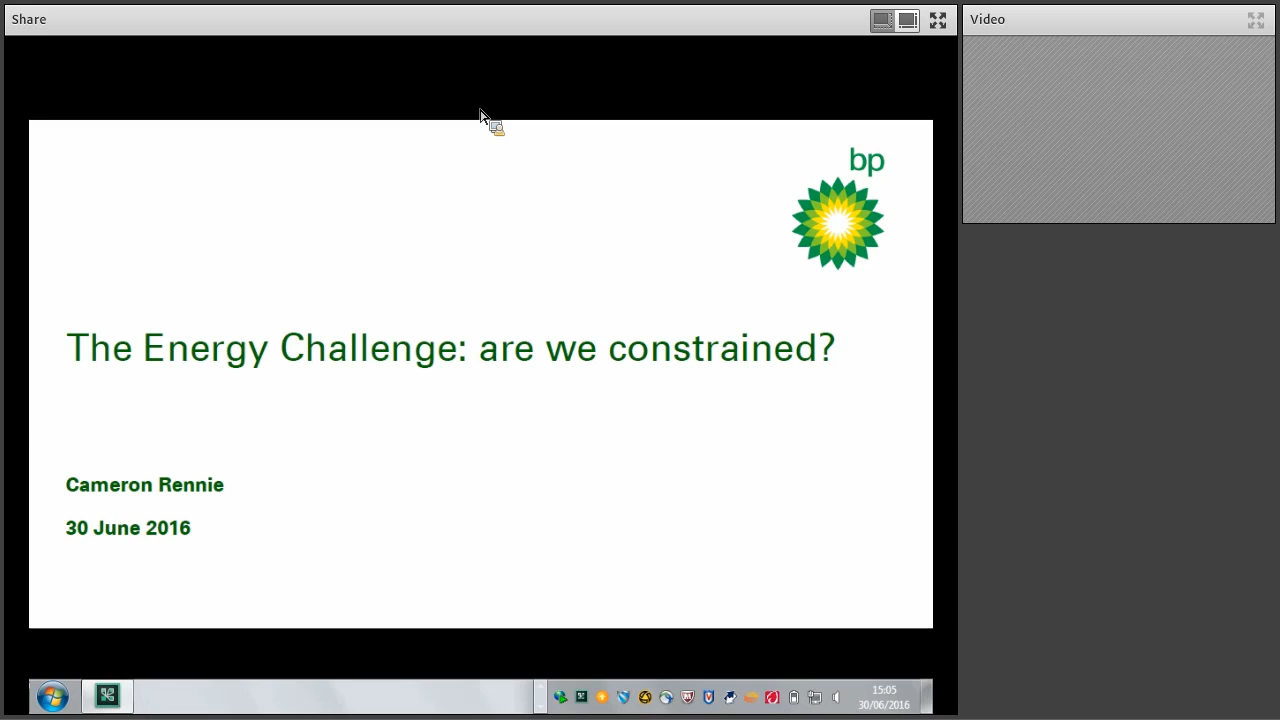 Share
Video
bp
The Energy Challenge: are we constrained?
Cameron Rennie
30 June 2016
15:05
30/06/2016